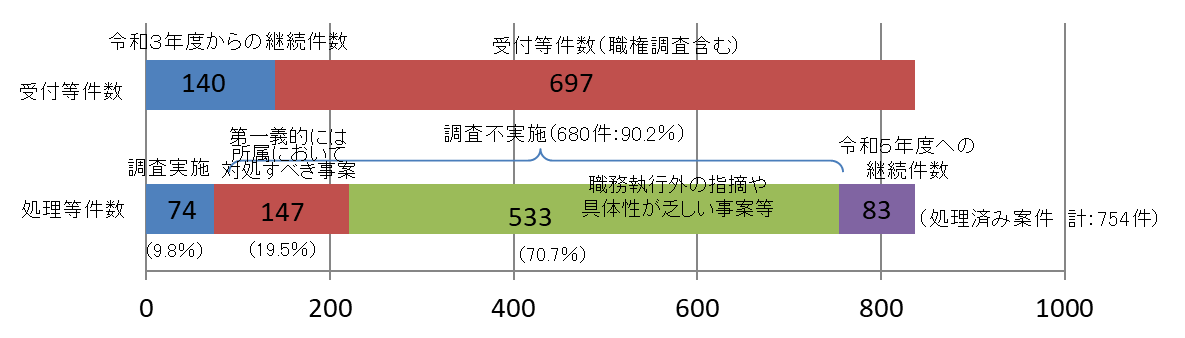 令和３年度からの継続件数
受付等件数（職権調査含む）
受付等件数
140
697
調査実施
第一義的には
所属において
対処すべき事案
調査不実施（680件：90.2％）
令和５年度への
継続件数
処理等件数
74
147
533
職務執行外の指摘や
具体性が乏しい事案等
83
（処理済み案件　計：754件）
（9.8％）
（19.5％）
（70.7％）
0
200
400
600
800
1000